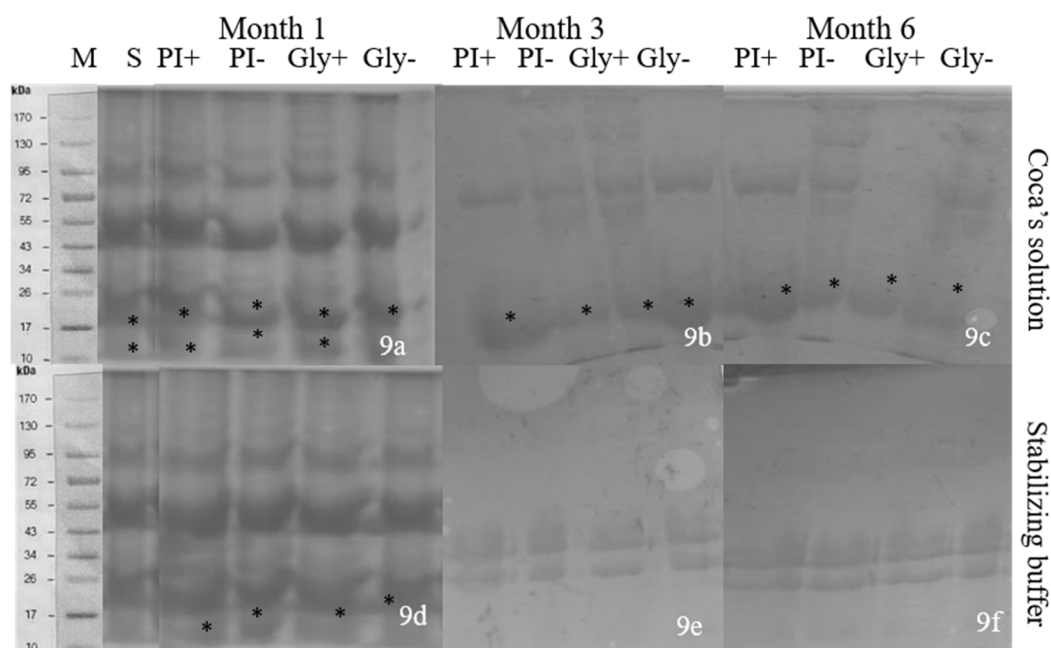 Month 1 Month 3 Month 6
M S PI+ PI- Gly+ Gly- PI+ PI- Gly+ Gly- PI+ PI- Gly+ Gly-
kDa
170
130
95
72
55
43
34
26
17
10
* * * * * * * * *
* * * *
* * * *
9a 9b 9c
Coca's solution
kDa
170
130
95
72
55
43
34
26
17
10
* * * *
9d 9e 9f
Stabilizing buffer